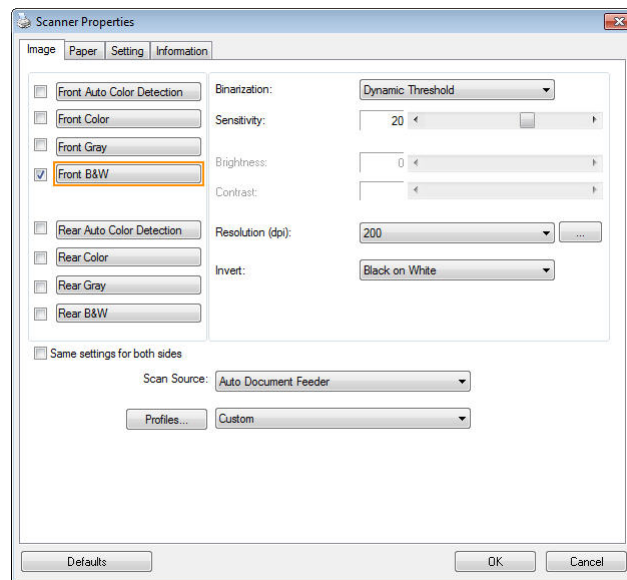 Scanner Properties
Image Paper Setting Information
Front Auto Color Detection
Front Color
Front Gray
Front B&W
Rear Auto Color Detection
Rear Color
Rear Gray
Rear B&W
Binarization: Dynamic Threshold
Sensitivity: 20
Brightness: 0
Contrast:
Resolution (dpi): 200 ...
Invert: Black on White
Same settings for both sides
Scan Source: Auto Document Feeder
Profiles... Custom
Defaults OK Cancel